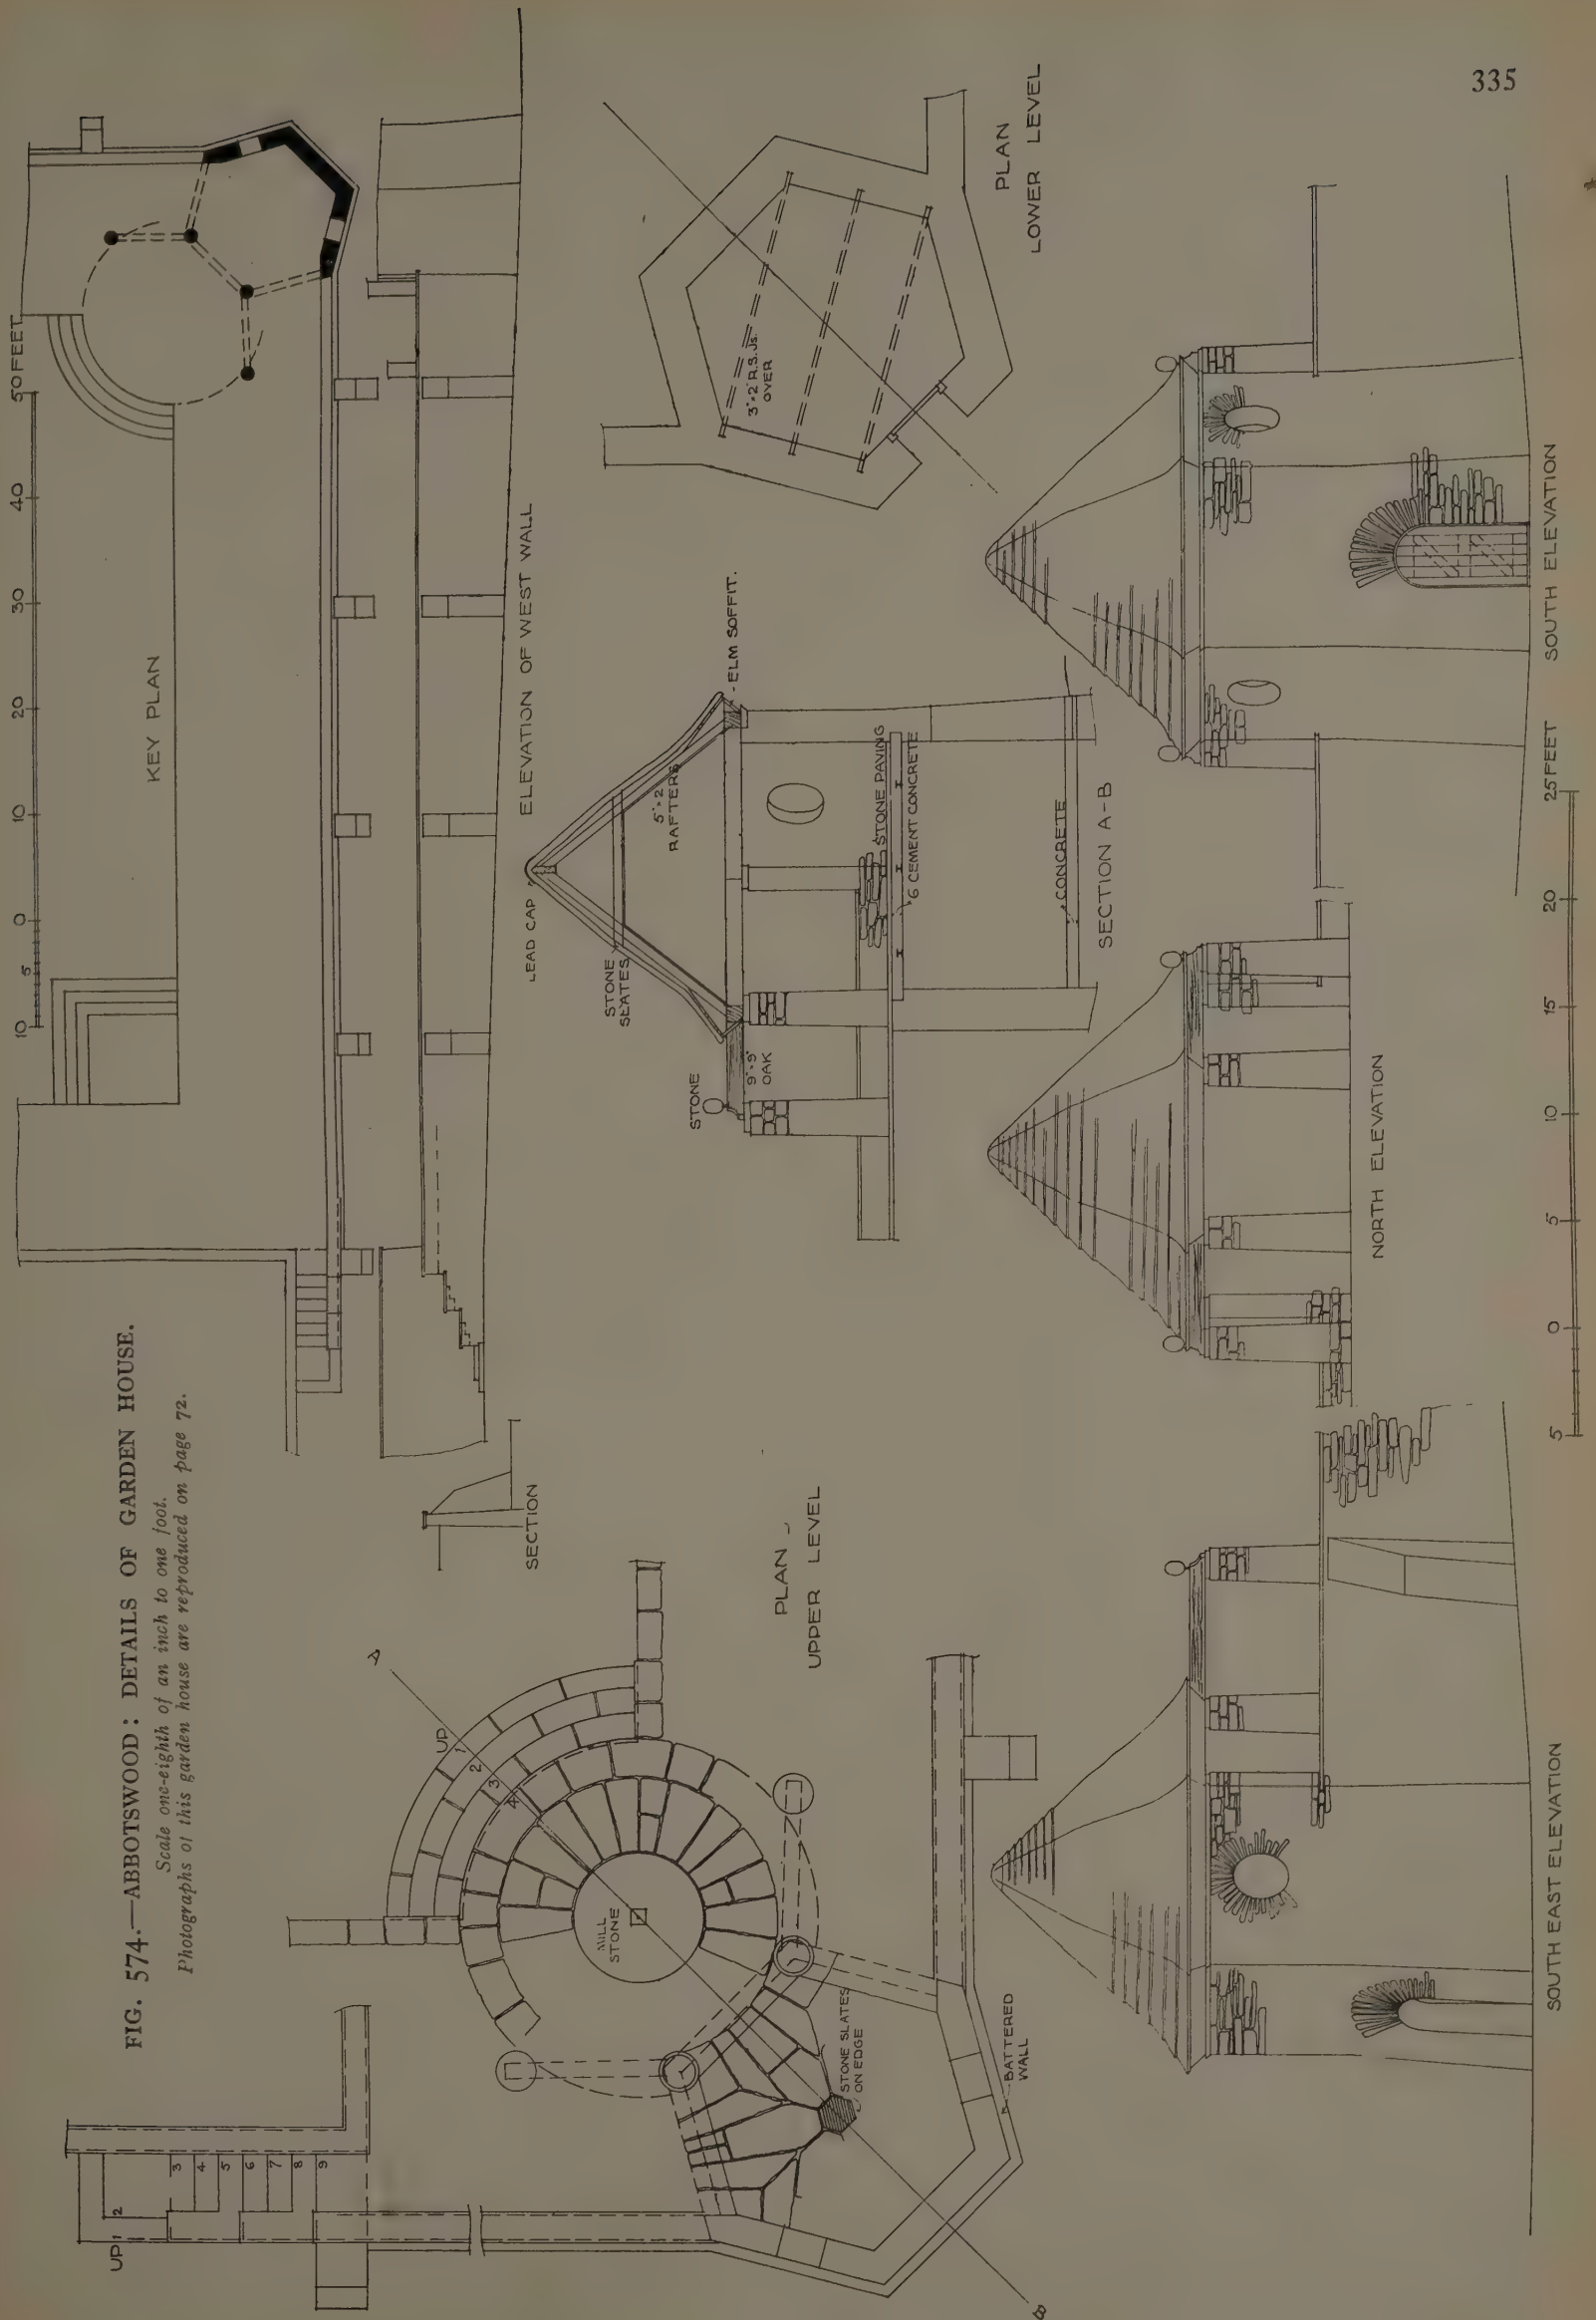 335
FIG. 574.—ABBOTSWOOD: DETAILS OF GARDEN HOUSE.
Scale one-eighth of an inch to one foot.
Photographs of this garden house are reproduced on page 72.
10 5 0 10 20 30 40 50 FEET
KEY PLAN
ELEVATION OF WEST WALL
SECTION
UP 1 2
3
4
5
6
7
8
9
A
UP
1
2
3
4
MILL
STONE
STONE SLATES
ON EDGE
BATTERED
WALL
B
PLAN
UPPER LEVEL
LEAD CAP
STONE
SLATES
5"×2"
RAFTERS
ELM SOFFIT.
STONE
9"×9"
OAK
STONE PAVING
6 CEMENT CONCRETE
CONCRETE
SECTION A-B
3"×2" R.S.Js.
OVER
PLAN
LOWER LEVEL
SOUTH EAST ELEVATION
NORTH ELEVATION
SOUTH ELEVATION
5 0 5 10 15 20 25 FEET